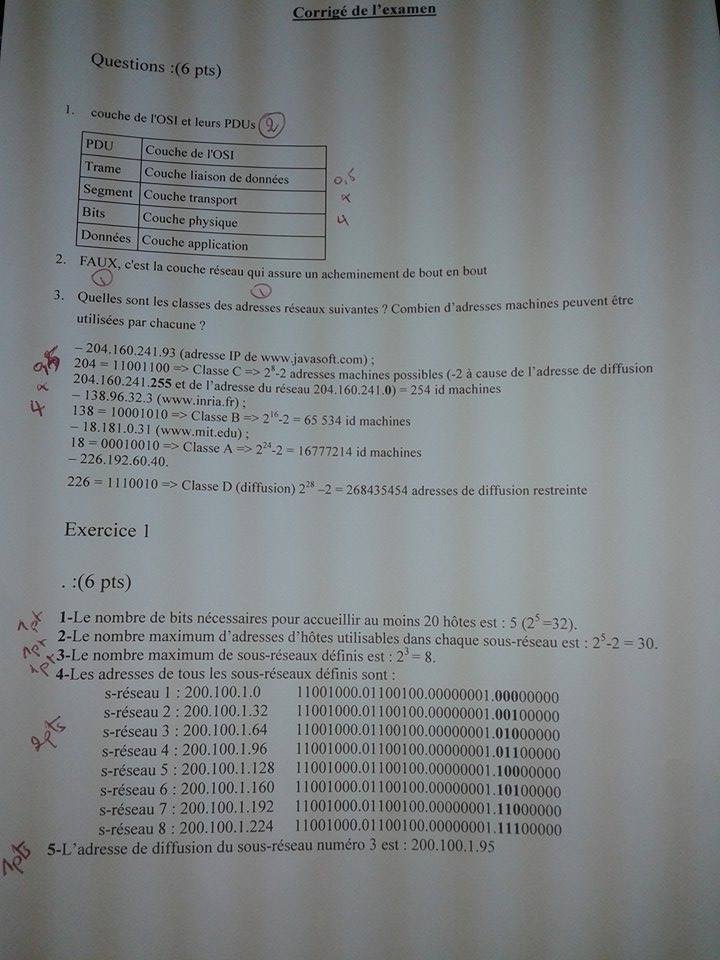 Corrigé de l'examen
Questions :(6 pts)
1. couche de l'OSI et leurs PDUs 2
PDU Couche de l'OSI
Trame Couche liaison de données
Segment Couche transport
Bits Couche physique
Données Couche application
0,5
x
4
2. FAUX, c'est la couche réseau qui assure un acheminement de bout en bout
1 1
3. Quelles sont les classes des adresses réseaux suivantes ? Combien d'adresses machines peuvent être
utilisées par chacune ?
– 204.160.241.93 (adresse IP de www.javasoft.com) ;
204 = 11001100 => Classe C => 2⁸-2 adresses machines possibles (-2 à cause de l'adresse de diffusion
204.160.241.255 et de l'adresse du réseau 204.160.241.0) = 254 id machines
– 138.96.32.3 (www.inria.fr) ;
138 = 10001010 => Classe B => 2¹⁶-2 = 65 534 id machines
– 18.181.0.31 (www.mit.edu) ;
18 = 00010010 => Classe A => 2²⁴-2 = 16777214 id machines
– 226.192.60.40.
226 = 1110010 => Classe D (diffusion) 2²⁸ –2 = 268435454 adresses de diffusion restreinte
x
4
Exercice 1
. :(6 pts)
1pt 1-Le nombre de bits nécessaires pour accueillir au moins 20 hôtes est : 5 (2⁵ =32).
1pt 2-Le nombre maximum d'adresses d'hôtes utilisables dans chaque sous-réseau est : 2⁵-2 = 30.
1pt 3-Le nombre maximum de sous-réseaux définis est : 2³ = 8.
4-Les adresses de tous les sous-réseaux définis sont :
s-réseau 1 : 200.100.1.0 11001000.01100100.00000001.00000000
s-réseau 2 : 200.100.1.32 11001000.01100100.00000001.00100000
2pts s-réseau 3 : 200.100.1.64 11001000.01100100.00000001.01000000
s-réseau 4 : 200.100.1.96 11001000.01100100.00000001.01100000
s-réseau 5 : 200.100.1.128 11001000.01100100.00000001.10000000
s-réseau 6 : 200.100.1.160 11001000.01100100.00000001.10100000
s-réseau 7 : 200.100.1.192 11001000.01100100.00000001.11000000
s-réseau 8 : 200.100.1.224 11001000.01100100.00000001.11100000
1pts 5-L'adresse de diffusion du sous-réseau numéro 3 est : 200.100.1.95